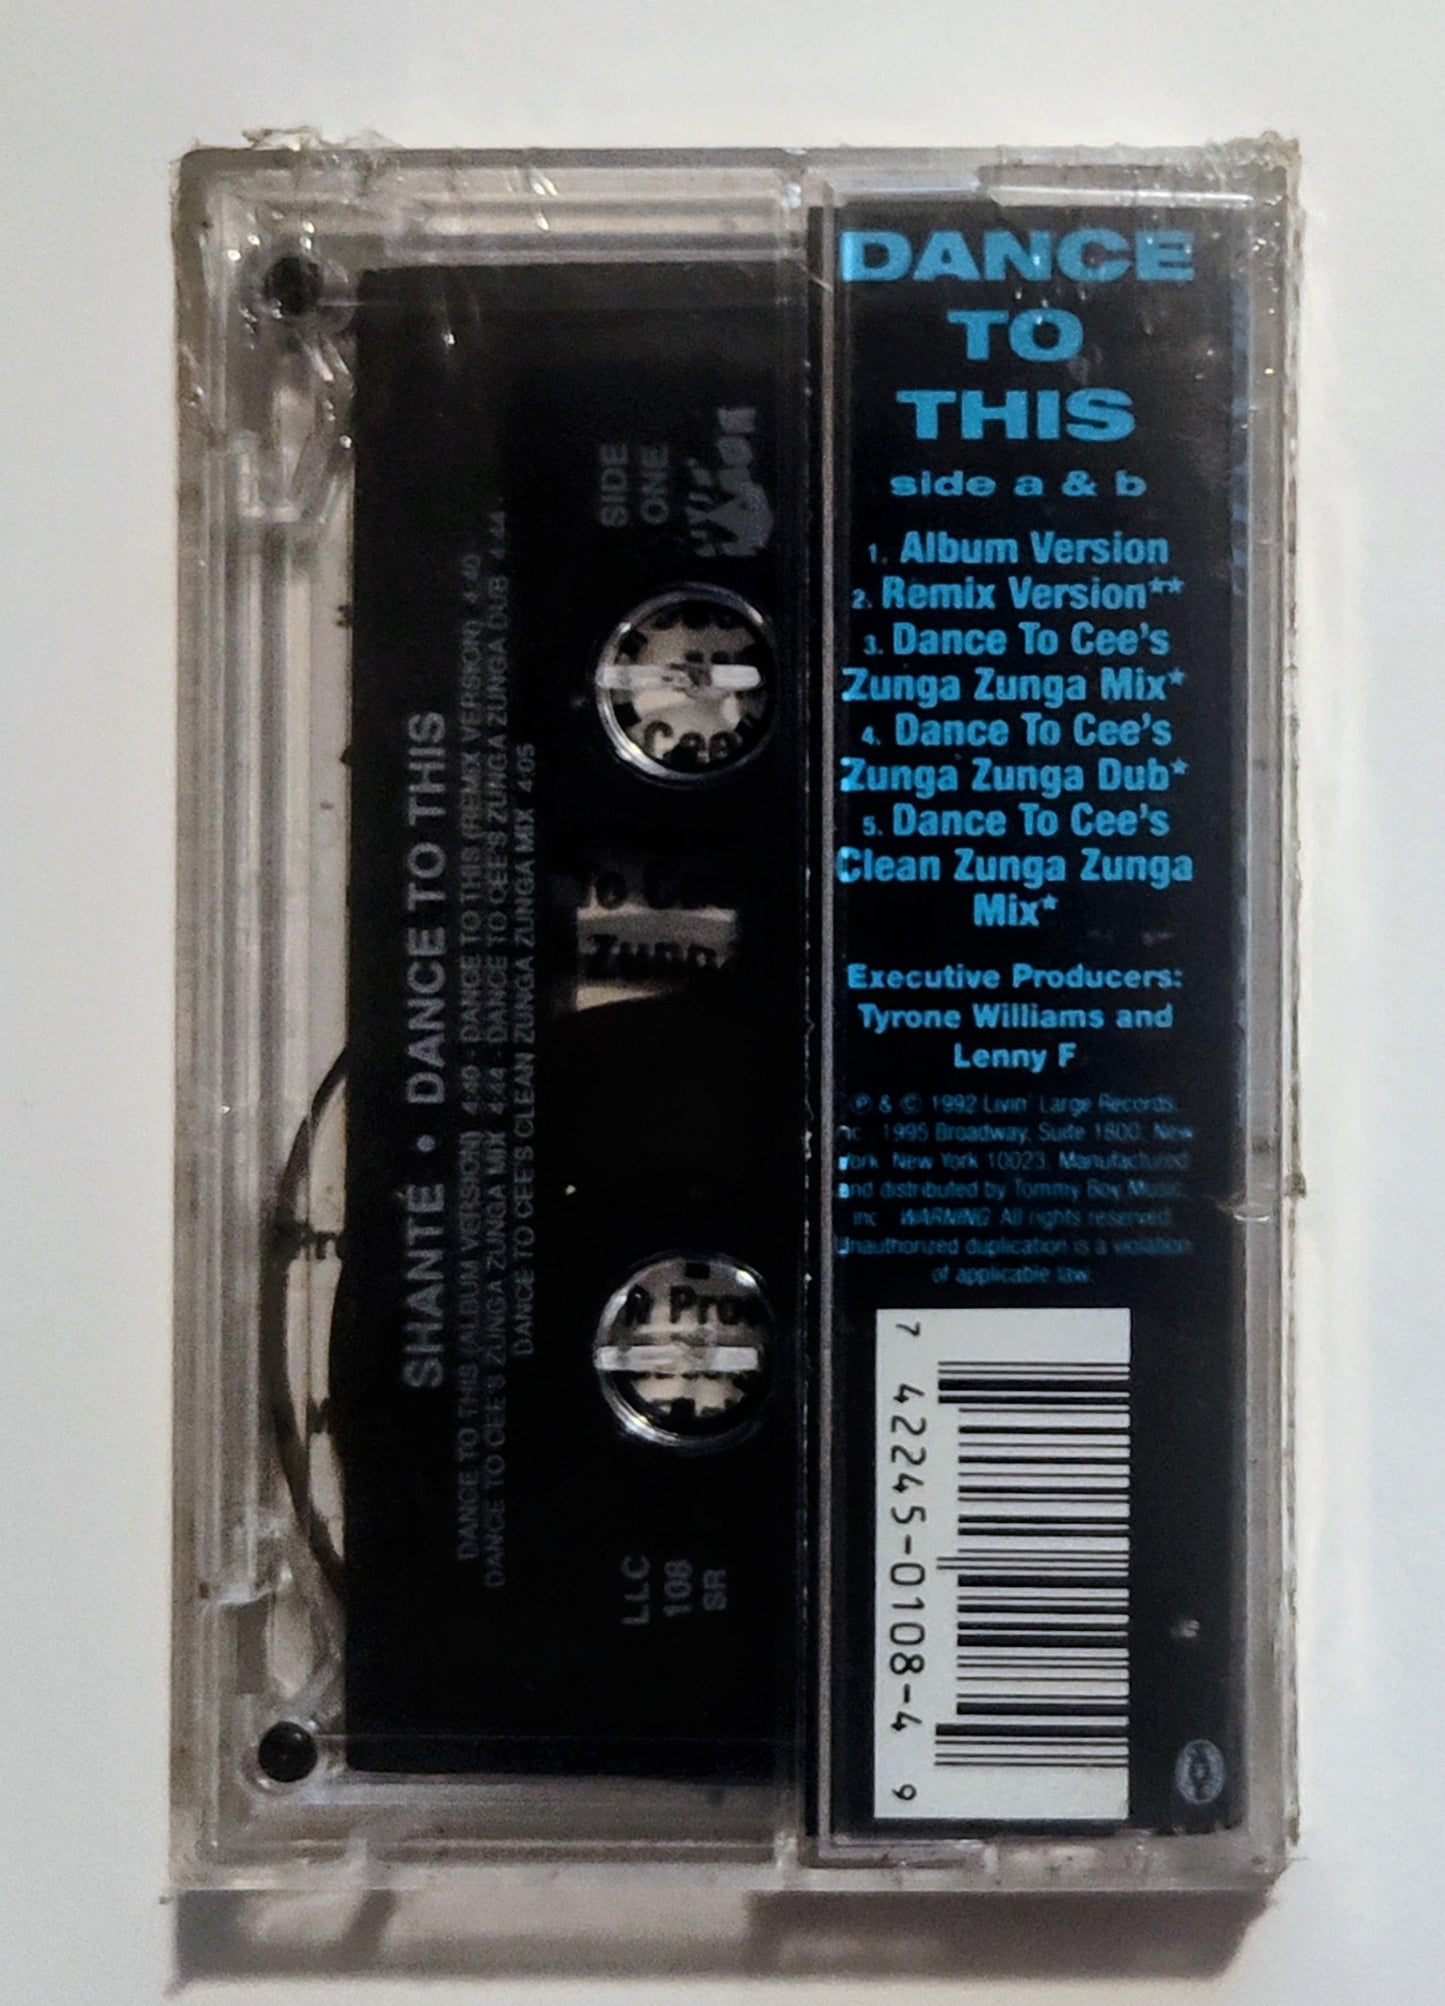 DANCE
TO
THIS
side a & b
1. Album Version
2. Remix Version**
3. Dance To Cee's
Zunga Zunga Mix*
4. Dance To Cee's
Zunga Zunga Dub*
5. Dance To Cee's
Clean Zunga Zunga
Mix*
Executive Producers:
Tyrone Williams and
Lenny F
℗ & © 1992 Livin' Large Records,
1995 Broadway, Suite 1800, New
York, New York 10023. Manufactured
and distributed by Tommy Boy Music,
Inc. WARNING: All rights reserved.
Unauthorized duplication is a violation
of applicable law.
7 42245-0108-4 9
SHANTÉ • DANCE TO THIS
DANCE TO THIS (ALBUM VERSION) 4:40 - DANCE TO THIS (REMIX VERSION) 4:40
DANCE TO CEE'S ZUNGA ZUNGA MIX 4:44 - DANCE TO CEE'S ZUNGA ZUNGA DUB 4:44
DANCE TO CEE'S CLEAN ZUNGA ZUNGA MIX 4:05
SIDE
ONE
LLC
108
SR
To
Zunga
Cee's